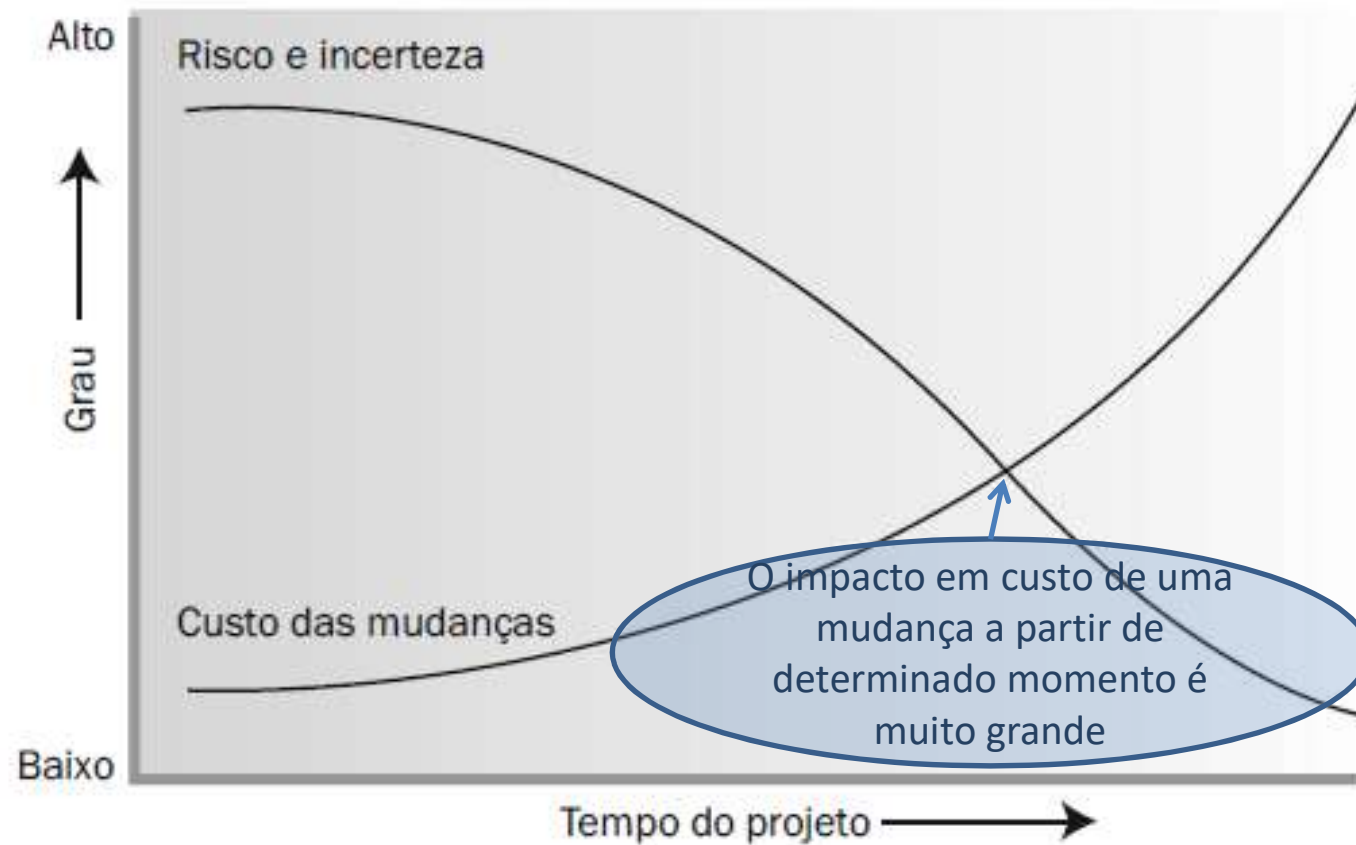 Alto
Risco e incerteza
Grau
Custo das mudanças
O impacto em custo de uma
mudança a partir de
determinado momento é
muito grande
Baixo
Tempo do projeto